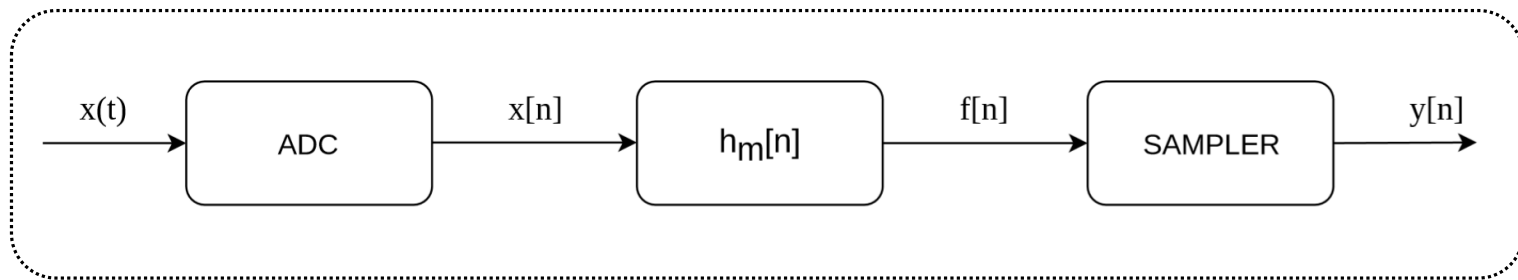 x(t)
ADC
x[n]
hm[n]
f[n]
SAMPLER
y[n]